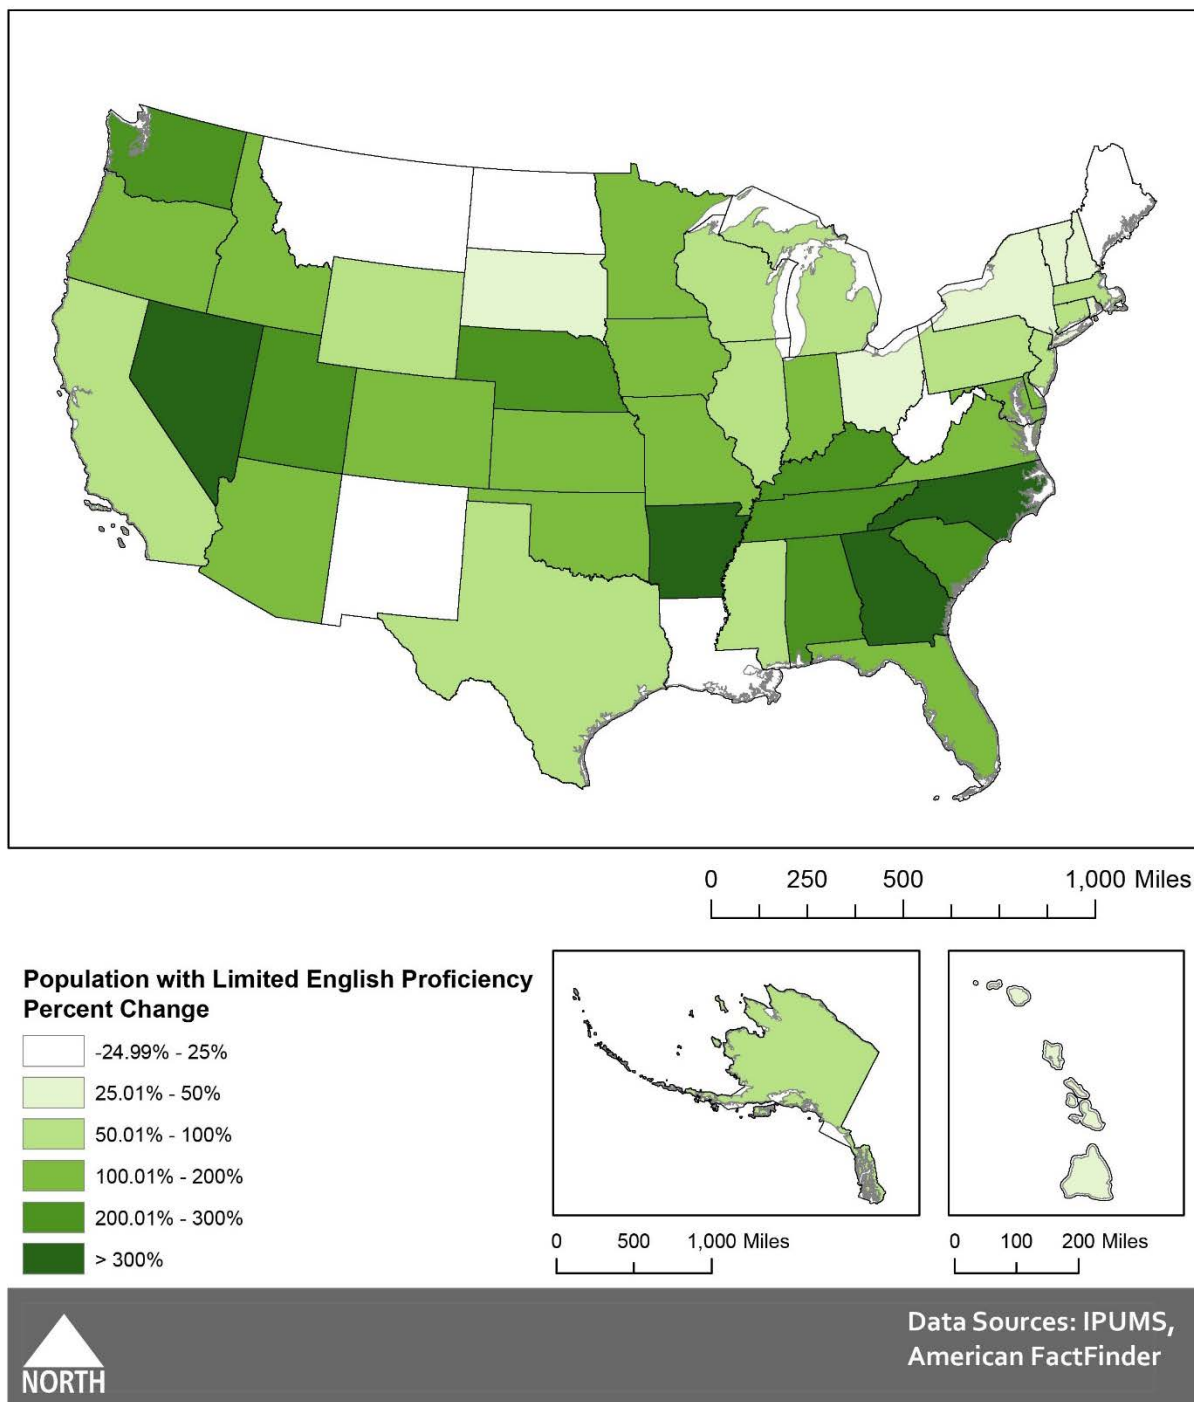 0 250 500 1,000 Miles
Population with Limited English Proficiency
Percent Change
-24.99% - 25%
25.01% - 50%
50.01% - 100%
100.01% - 200%
200.01% - 300%
> 300%
0 500 1,000 Miles
0 100 200 Miles
NORTH
Data Sources: IPUMS,
American FactFinder